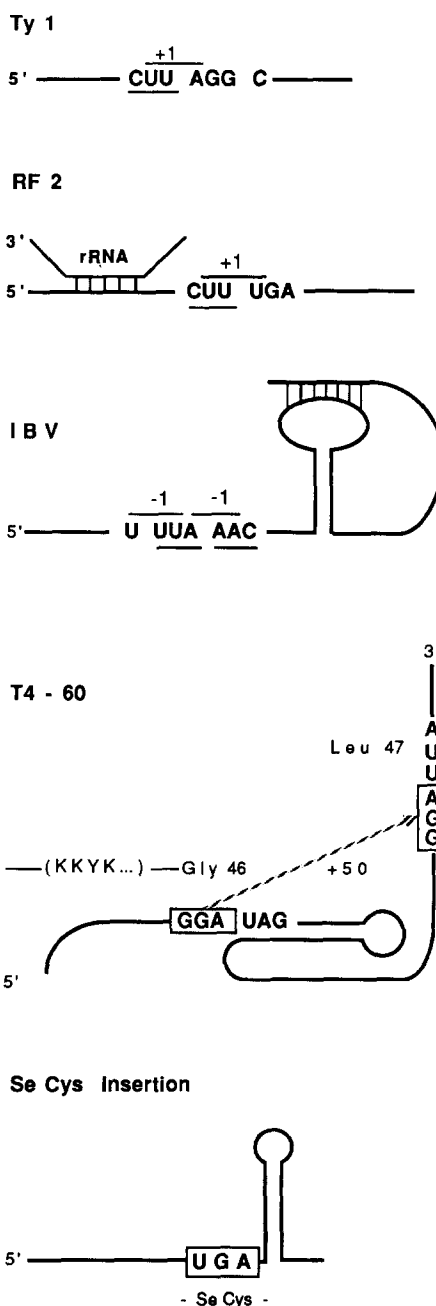 Ty 1
+1
5' CUU AGG C
RF 2
3'
rRNA
+1
5' CUU UGA
IBV
-1 -1
5' U UUA AAC
T4 - 60
3
Leu 47
A
U
U
A
G
G
(KKYK...) Gly 46
+50
GGA UAG
5'
Se Cys Insertion
5' UGA
- Se Cys -